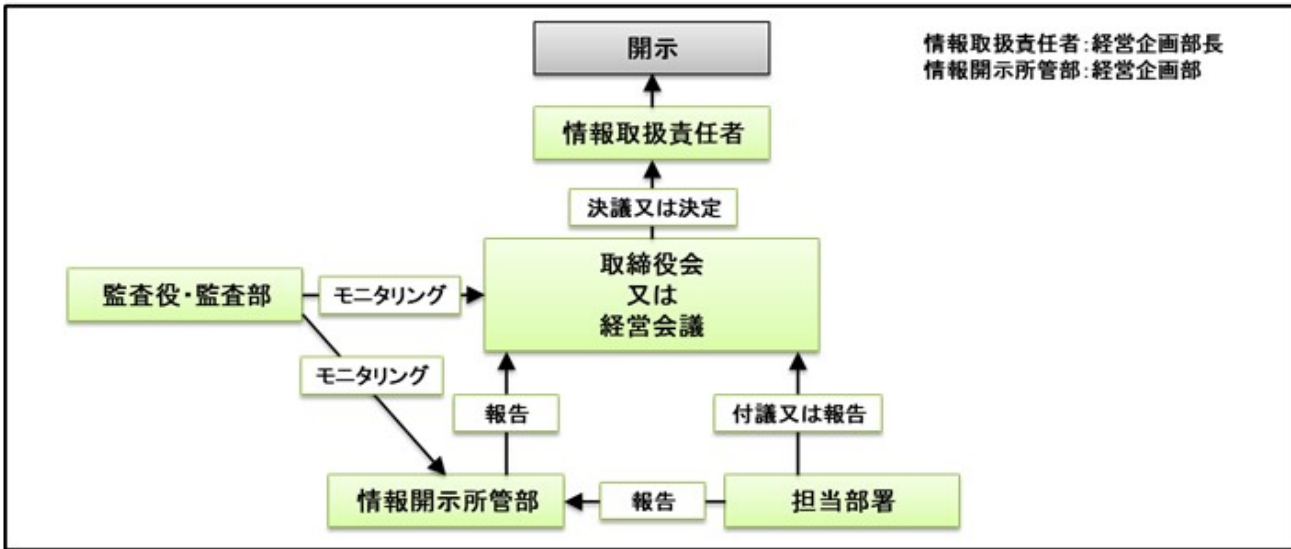 開示
情報取扱責任者:経営企画部長
情報開示所管部:経営企画部
情報取扱責任者
決議又は決定
取締役会
又は
経営会議
監査役・監査部
モニタリング
モニタリング
報告
付議又は報告
情報開示所管部
報告
担当部署